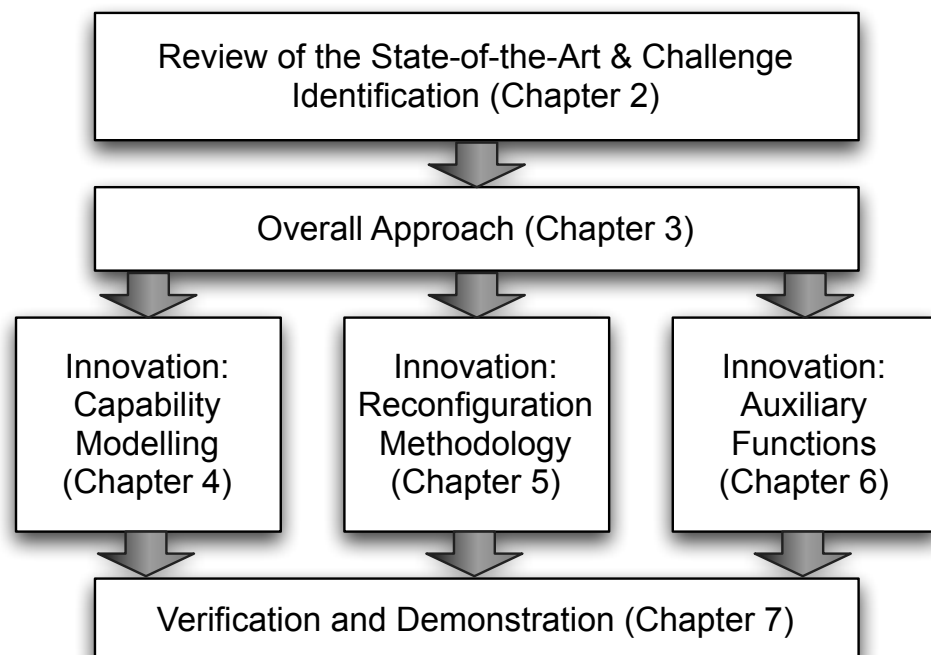 Review of the State-of-the-Art & Challenge
Identification (Chapter 2)
Overall Approach (Chapter 3)
Innovation:
Capability
Modelling
(Chapter 4)
Innovation:
Reconfiguration
Methodology
(Chapter 5)
Innovation:
Auxiliary
Functions
(Chapter 6)
Verification and Demonstration (Chapter 7)